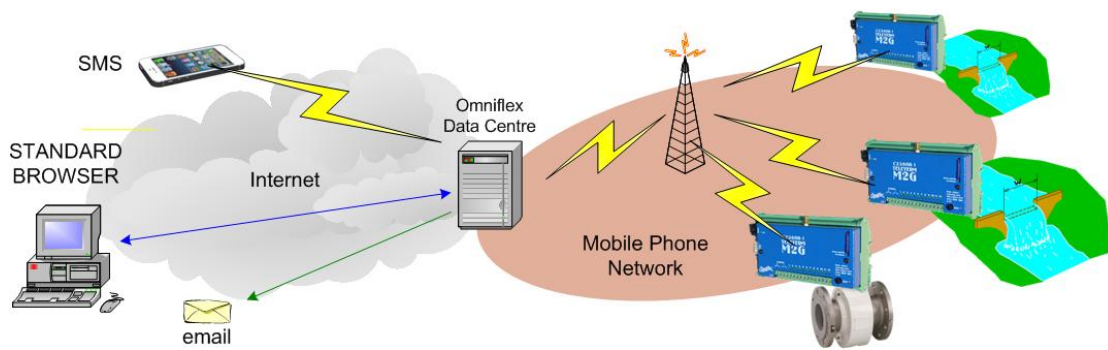 SMS
Omniflex
Data Centre
STANDARD
BROWSER
Internet
Mobile Phone
Network
email
M2G
M2G
M2G